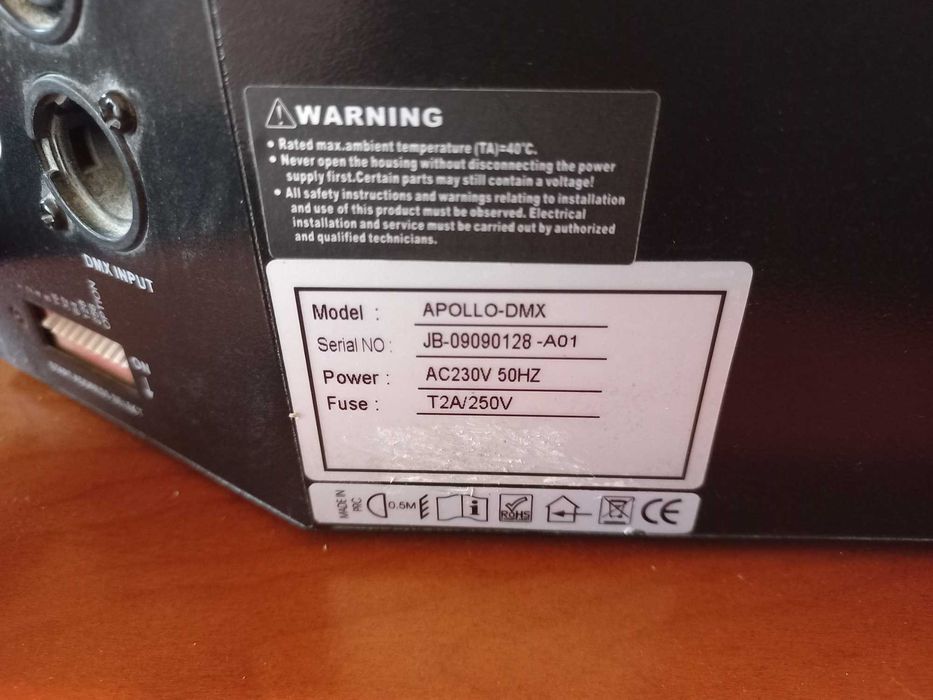 WARNING
• Rated max.ambient temperature (TA)=40°C.
• Never open the housing without disconnecting the power
supply first.Certain parts may still contain a voltage!
• All safety instructions and warnings relating to installation
and use of this product must be observed. Electrical
installation and service must be carried out by authorized
and qualified technicians.
DMX INPUT
ON
Model : APOLLO-DMX
Serial NO : JB-09090128 -A01
Power : AC230V 50HZ
Fuse : T2A/250V
MADE IN
PRC
0.5M
i
ROHS
CE